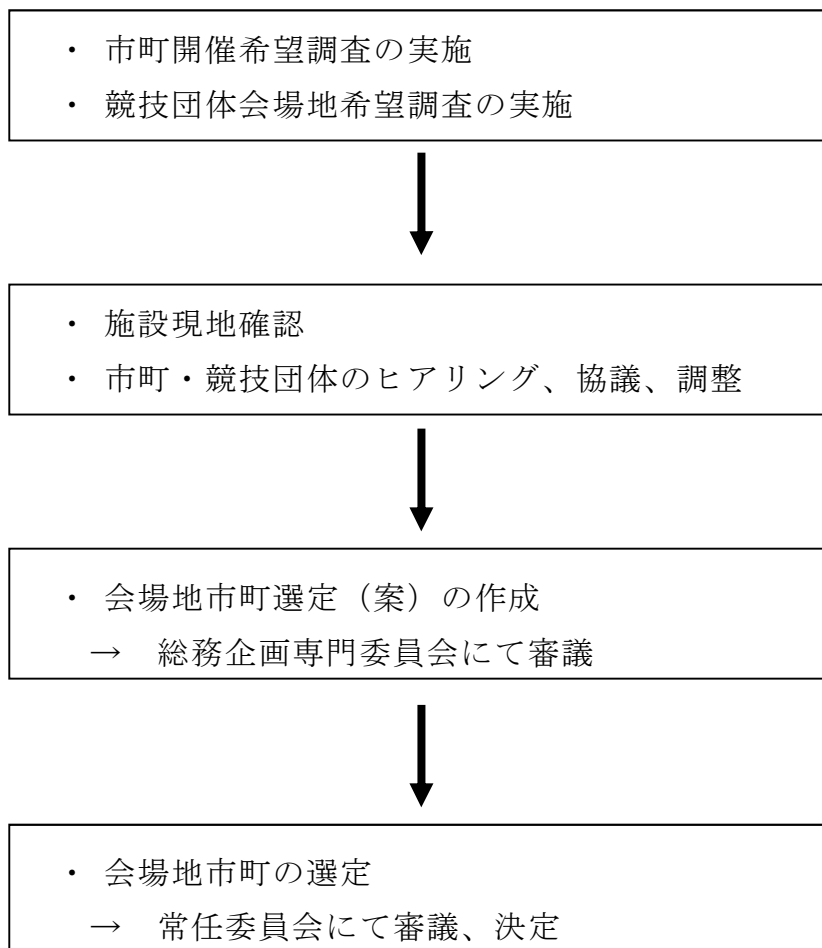 ・ 市町開催希望調査の実施
・ 競技団体会場地希望調査の実施
・ 施設現地確認
・ 市町・競技団体のヒアリング、協議、調整
・ 会場地市町選定（案）の作成
→ 総務企画専門委員会にて審議
・ 会場地市町の選定
→ 常任委員会にて審議、決定